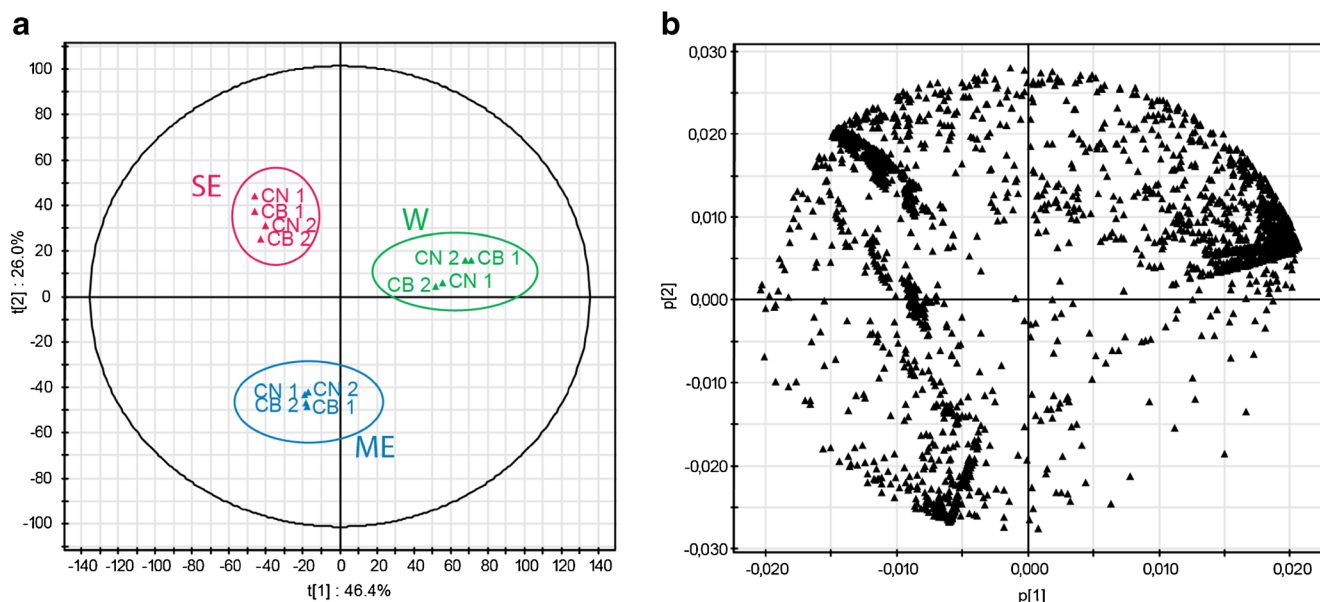 a
t[2] : 26.0%
100
80
60
40
20
0
-20
-40
-60
-80
-100
SE
CN 1
CB 1
CN 2
CB 2
W
CN 2 CB 1
CB 2 CN 1
CN 1 CN 2
CB 2 CB 1
ME
-140 -120 -100 -80 -60 -40 -20 0 20 40 60 80 100 120 140
t[1] : 46.4%
b
p[2]
0,030
0,020
0,010
0,000
-0,010
-0,020
-0,030
-0,020 -0,010 0,000 0,010 0,020
p[1]